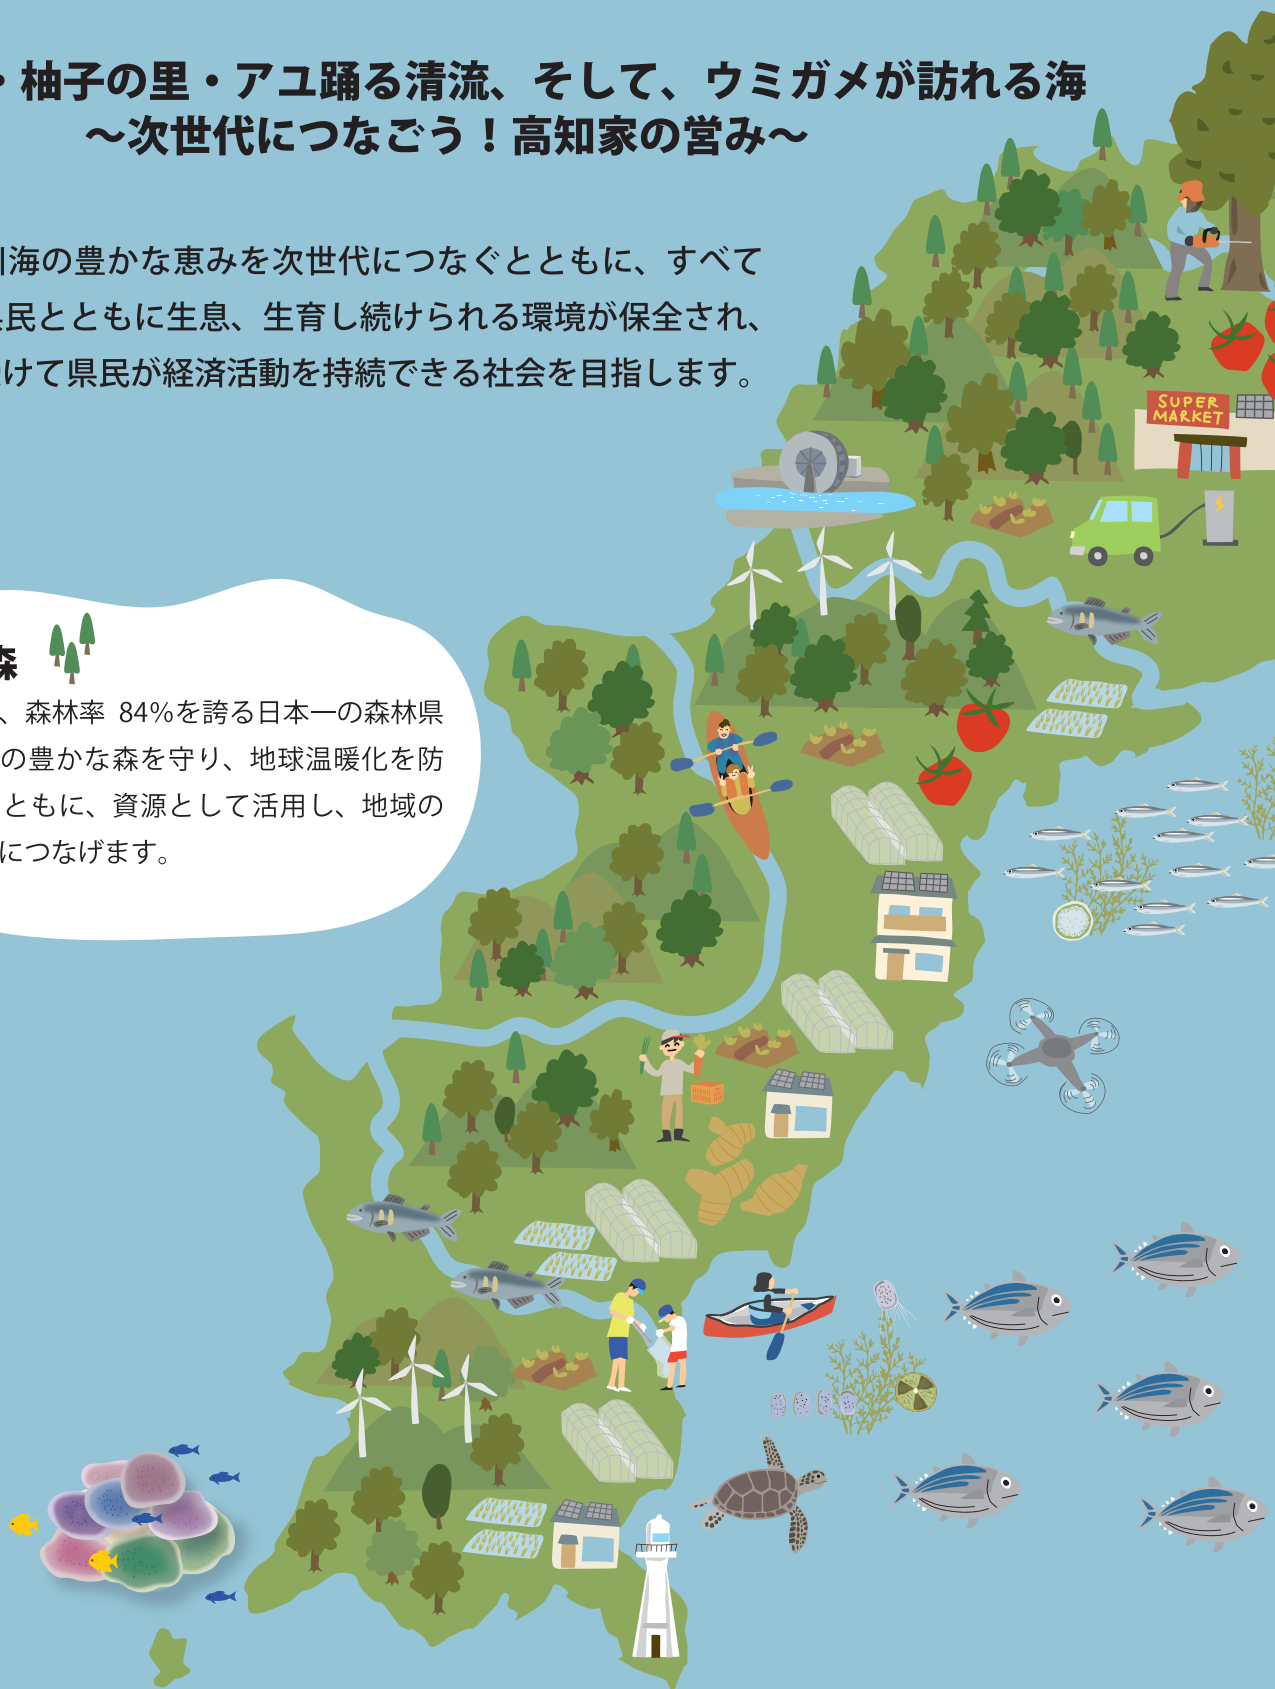 ・柚子の里・アユ踊る清流、そして、ウミガメが訪れる海
～次世代につなごう！高知家の営み～
川海の豊かな恵みを次世代につなぐとともに、すべて
県民とともに生息、生育し続けられる環境が保全され、
けて県民が経済活動を持続できる社会を目指します。
SUPER
MARKET
森
、森林率 84%を誇る日本一の森林県
の豊かな森を守り、地球温暖化を防
ともに、資源として活用し、地域の
につなげます。